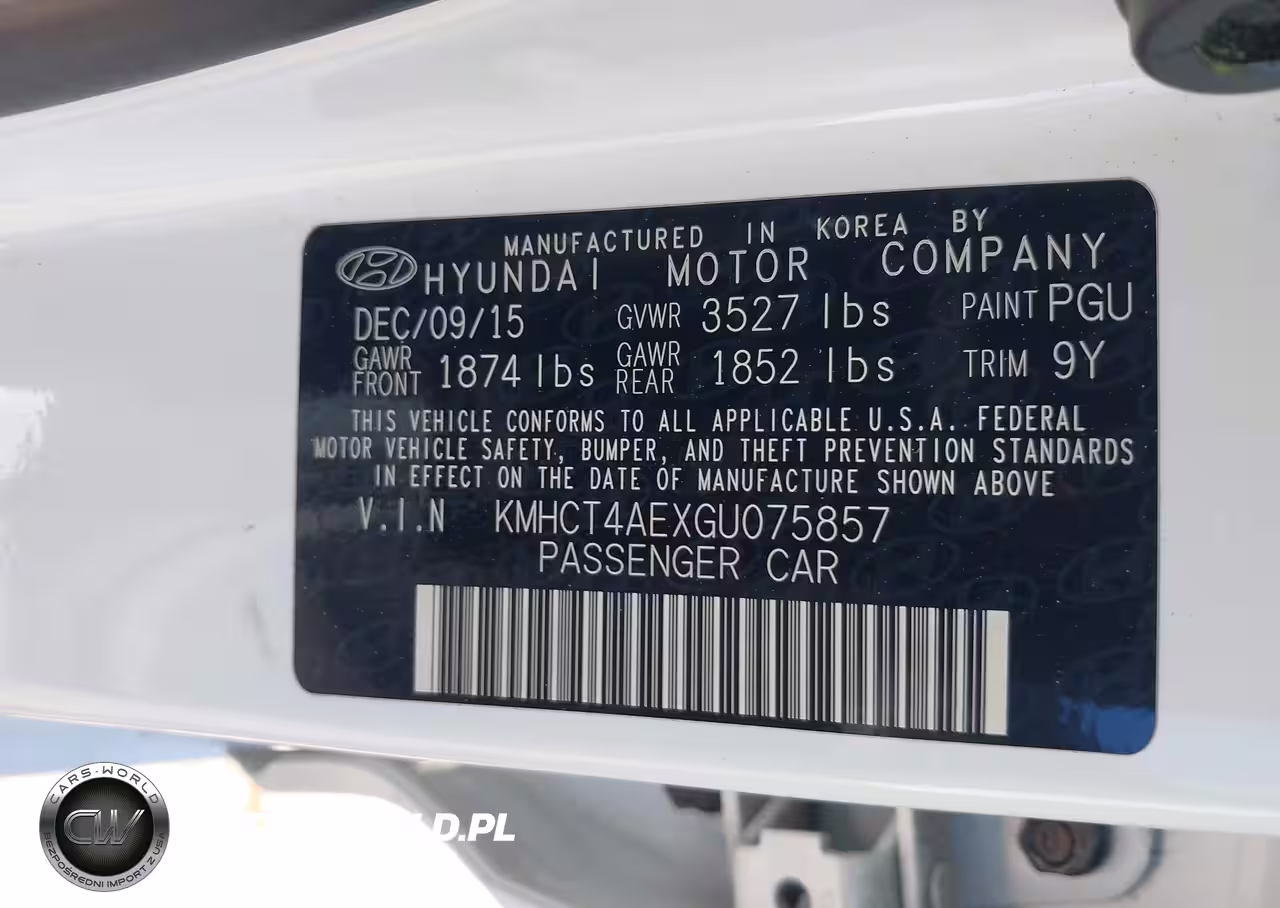 MANUFACTURED IN KOREA BY
HYUNDAI MOTOR COMPANY
DEC/09/15 GVWR 3527 lbs PAINT PGU
GAWR FRONT 1874 lbs GAWR REAR 1852 lbs TRIM 9Y
THIS VEHICLE CONFORMS TO ALL APPLICABLE U.S.A. FEDERAL
MOTOR VEHICLE SAFETY, BUMPER, AND THEFT PREVENTION STANDARDS
IN EFFECT ON THE DATE OF MANUFACTURE SHOWN ABOVE
V.I.N KMHCT4AEXGU075857
PASSENGER CAR
CARS-WORLD
CW
BEZPOŚREDNI IMPORT Z USA
LD.PL